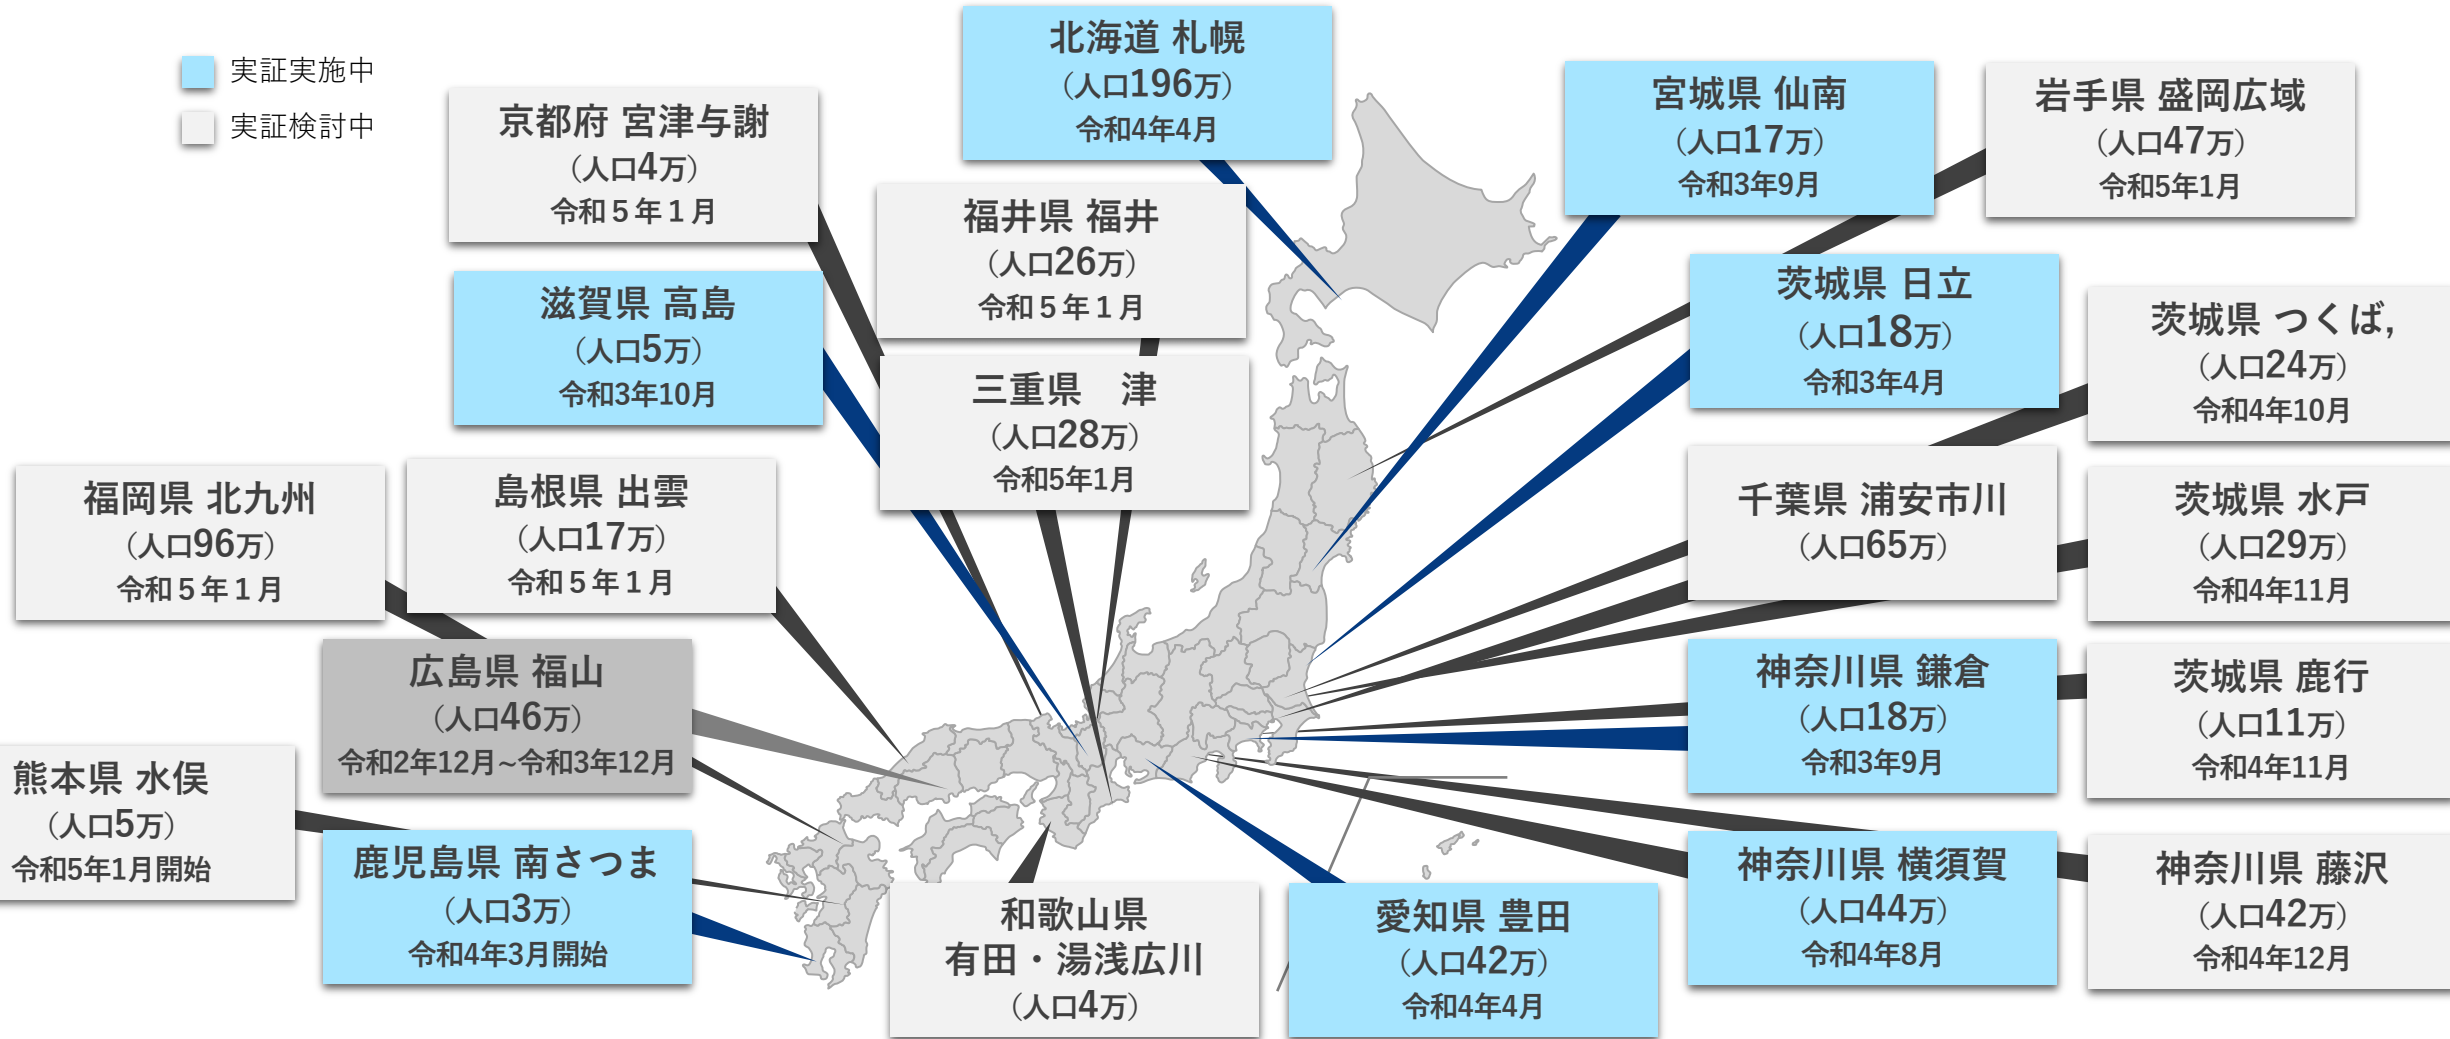 実証実施中
実証検討中
北海道 札幌
（人口196万）
令和4年4月
宮城県 仙南
（人口17万）
令和3年9月
岩手県 盛岡広域
（人口47万）
令和5年1月
京都府 宮津与謝
（人口4万）
令和５年１月
福井県 福井
（人口26万）
令和５年１月
滋賀県 高島
（人口5万）
令和3年10月
茨城県 日立
（人口18万）
令和3年4月
茨城県 つくば,
（人口24万）
令和4年10月
三重県　津
（人口28万）
令和5年1月
福岡県 北九州
（人口96万）
令和５年１月
島根県 出雲
（人口17万）
令和５年１月
千葉県 浦安市川
（人口65万）
茨城県 水戸
（人口29万）
令和4年11月
広島県 福山
（人口46万）
令和2年12月~令和3年12月
神奈川県 鎌倉
（人口18万）
令和3年9月
茨城県 鹿行
（人口11万）
令和4年11月
熊本県 水俣
（人口5万）
令和5年1月開始
鹿児島県 南さつま
（人口3万）
令和4年3月開始
和歌山県
有田・湯浅広川
（人口4万）
愛知県 豊田
（人口42万）
令和4年4月
神奈川県 横須賀
（人口44万）
令和4年8月
神奈川県 藤沢
（人口42万）
令和4年12月